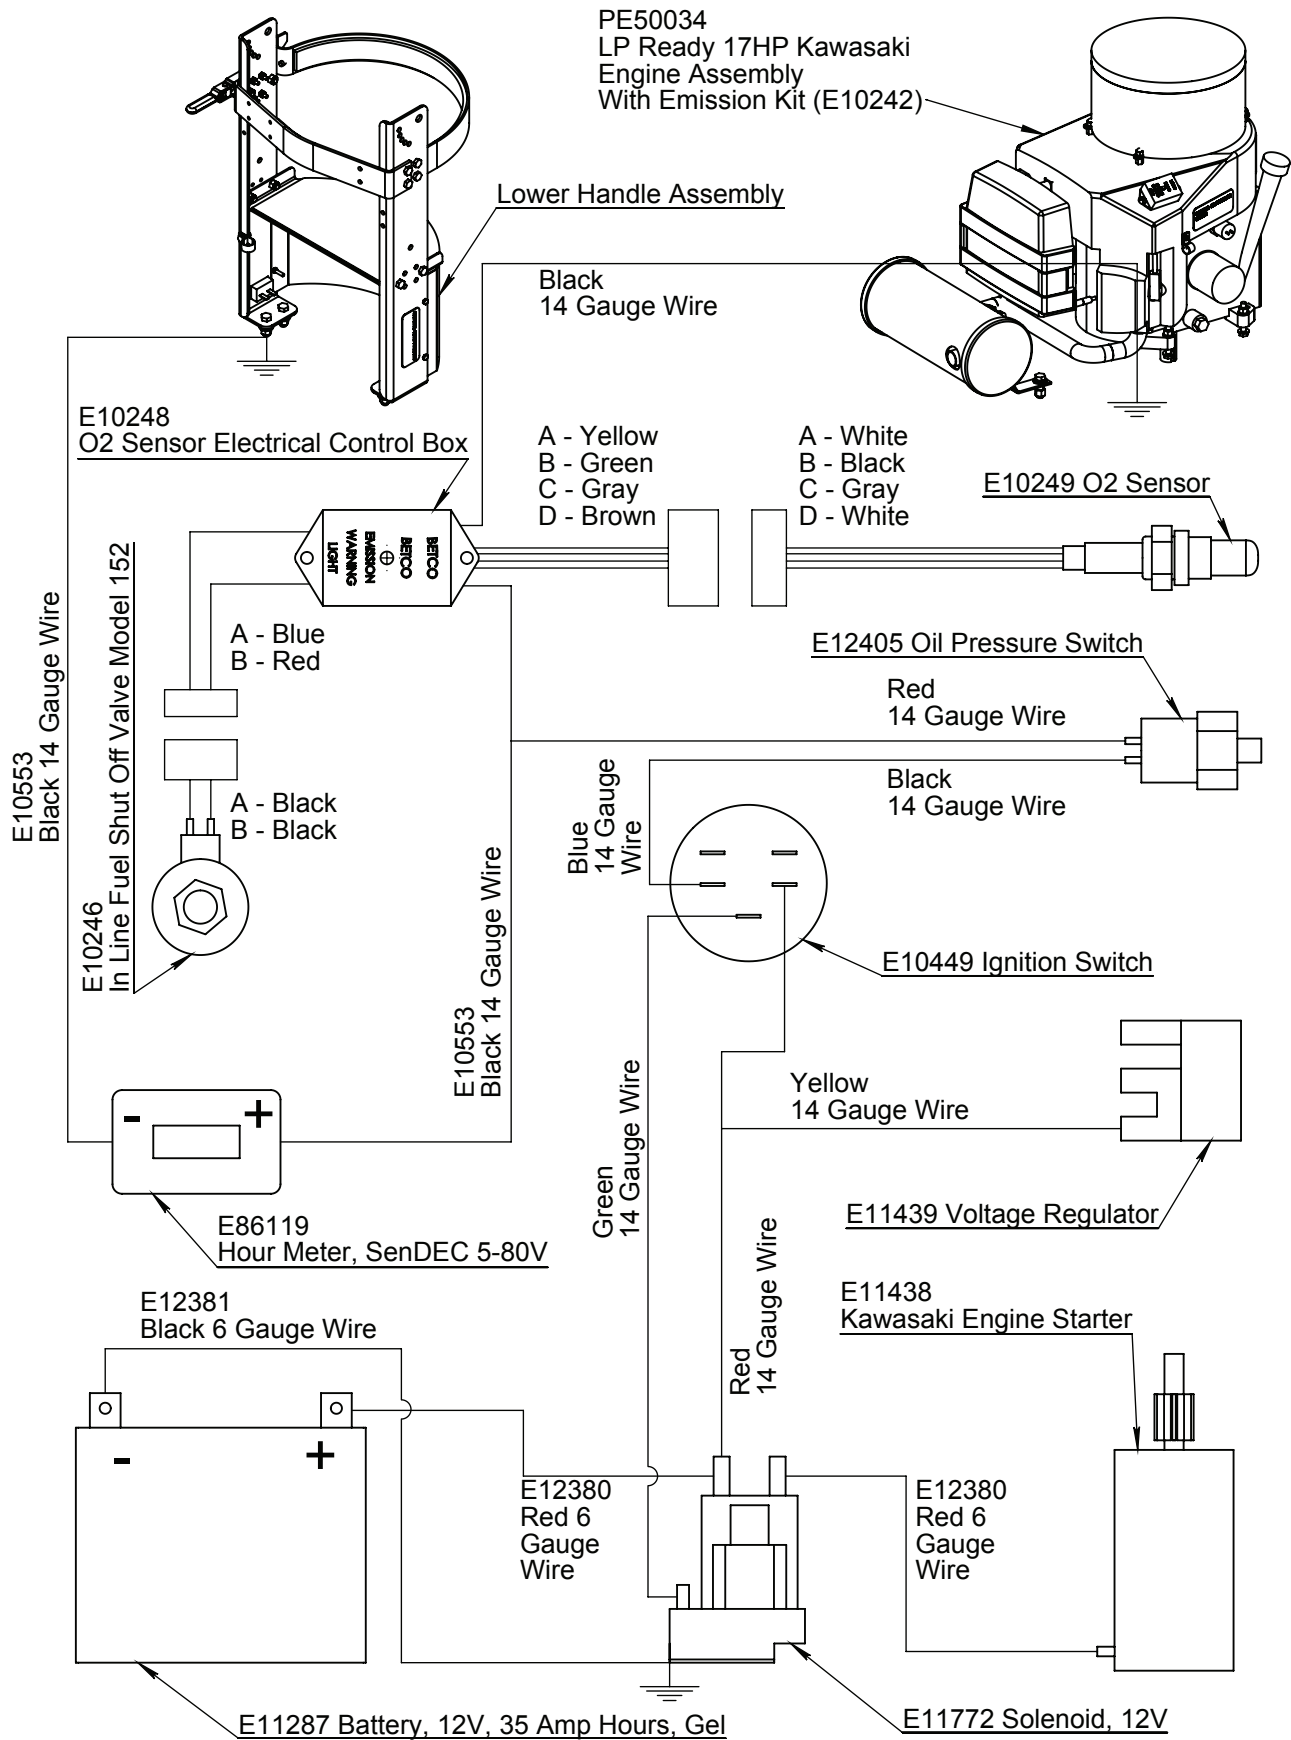 PE50034
LP Ready 17HP Kawasaki
Engine Assembly
With Emission Kit (E10242)
Lower Handle Assembly
Black
14 Gauge Wire
E10248
O2 Sensor Electrical Control Box
A - Yellow
B - Green
C - Gray
D - Brown
A - White
B - Black
C - Gray
D - White
E10249 O2 Sensor
BETCO
BETCO
EMISSION
WARNING
LIGHT
A - Blue
B - Red
E10553
Black 14 Gauge Wire
E10246
In Line Fuel Shut Off Valve Model 152
A - Black
B - Black
E12405 Oil Pressure Switch
Red
14 Gauge Wire
Black
14 Gauge Wire
Blue
14 Gauge
Wire
E10449 Ignition Switch
E10553
Black 14 Gauge Wire
- +
Yellow
14 Gauge Wire
Green
14 Gauge Wire
E11439 Voltage Regulator
E86119
Hour Meter, SenDEC 5-80V
Red
14 Gauge Wire
E12381
Black 6 Gauge Wire
E11438
Kawasaki Engine Starter
- +
E12380
Red 6
Gauge
Wire
E12380
Red 6
Gauge
Wire
E11287 Battery, 12V, 35 Amp Hours, Gel
E11772 Solenoid, 12V